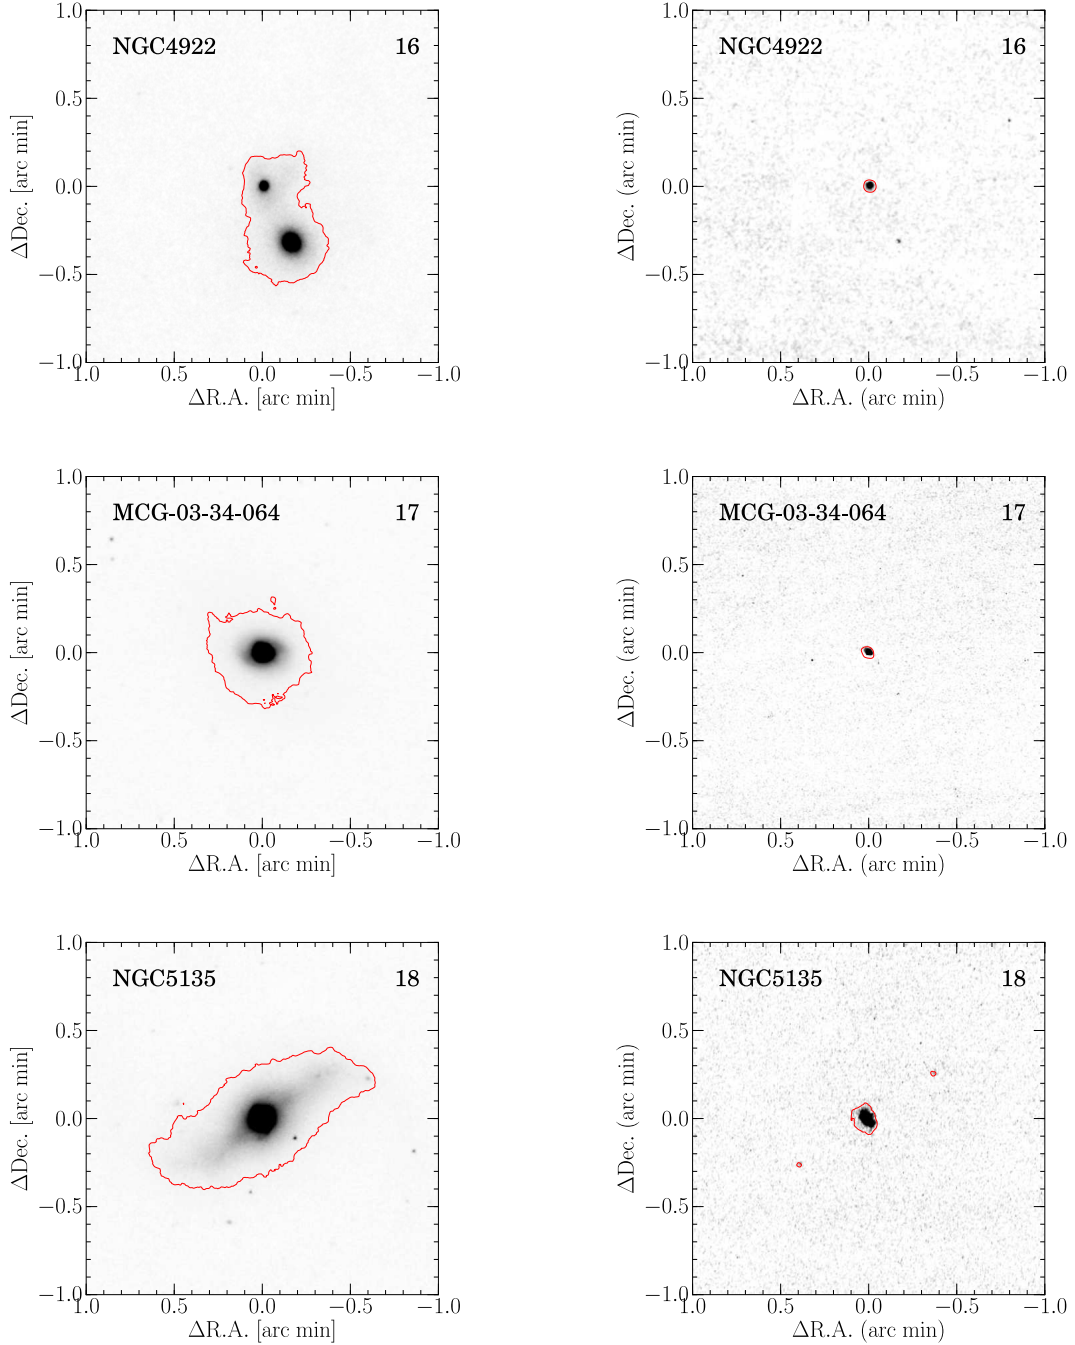 1.0
NGC4922 16
0.5
0.0
−0.5
−1.0
1.0 0.5 0.0 −0.5 −1.0
ΔR.A. [arc min]
ΔDec. [arc min]
1.0
NGC4922 16
0.5
0.0
−0.5
−1.0
1.0 0.5 0.0 −0.5 −1.0
ΔR.A. (arc min)
ΔDec. (arc min)
1.0
MCG-03-34-064 17
0.5
0.0
−0.5
−1.0
1.0 0.5 0.0 −0.5 −1.0
ΔR.A. [arc min]
ΔDec. [arc min]
1.0
MCG-03-34-064 17
0.5
0.0
−0.5
−1.0
1.0 0.5 0.0 −0.5 −1.0
ΔR.A. (arc min)
ΔDec. (arc min)
1.0
NGC5135 18
0.5
0.0
−0.5
−1.0
1.0 0.5 0.0 −0.5 −1.0
ΔR.A. [arc min]
ΔDec. [arc min]
1.0
NGC5135 18
0.5
0.0
−0.5
−1.0
1.0 0.5 0.0 −0.5 −1.0
ΔR.A. (arc min)
ΔDec. (arc min)